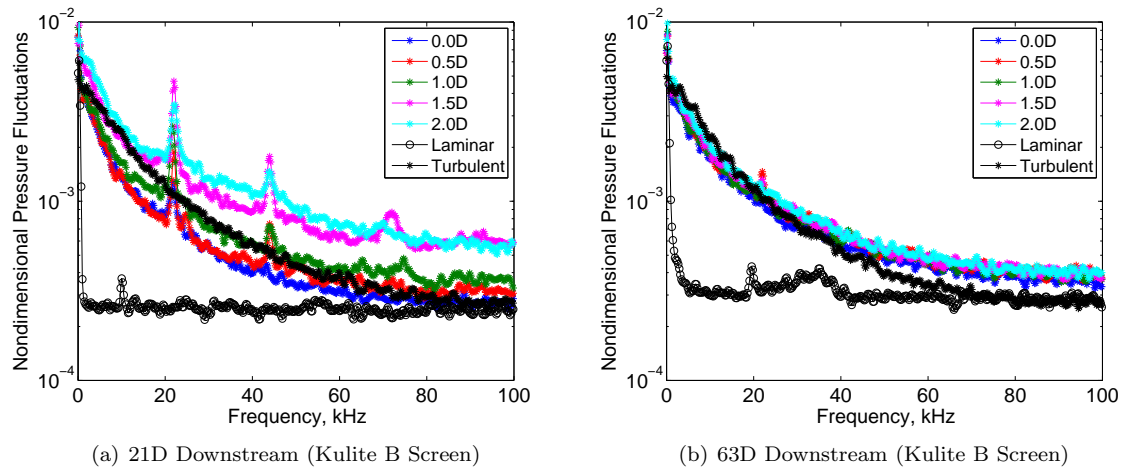 Nondimensional Pressure Fluctuations
10⁻²
10⁻³
10⁻⁴
0.0D
0.5D
1.0D
1.5D
2.0D
Laminar
Turbulent
0 20 40 60 80 100
Frequency, kHz
(a) 21D Downstream (Kulite B Screen)
Nondimensional Pressure Fluctuations
10⁻²
10⁻³
10⁻⁴
0.0D
0.5D
1.0D
1.5D
2.0D
Laminar
Turbulent
0 20 40 60 80 100
Frequency, kHz
(b) 63D Downstream (Kulite B Screen)